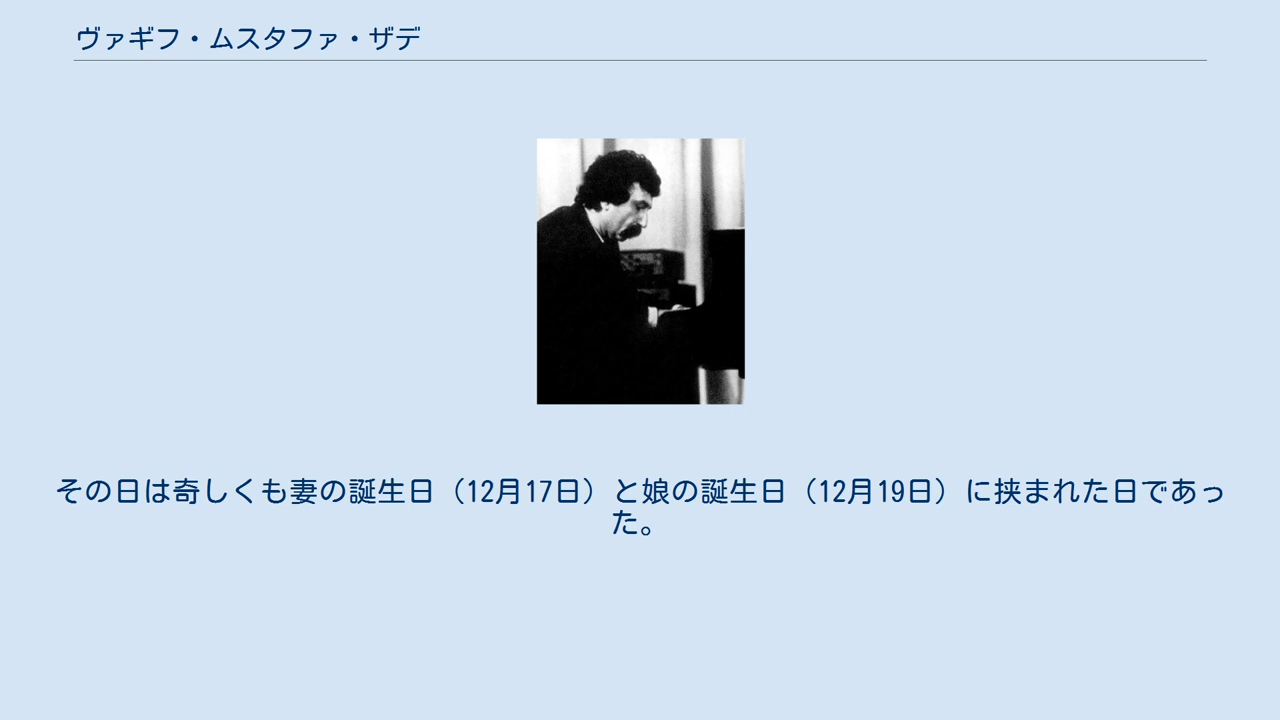 ヴァギフ・ムスタファ・ザデ
その日は奇しくも妻の誕生日（12月17日）と娘の誕生日（12月19日）に挟まれた日であっ
た。